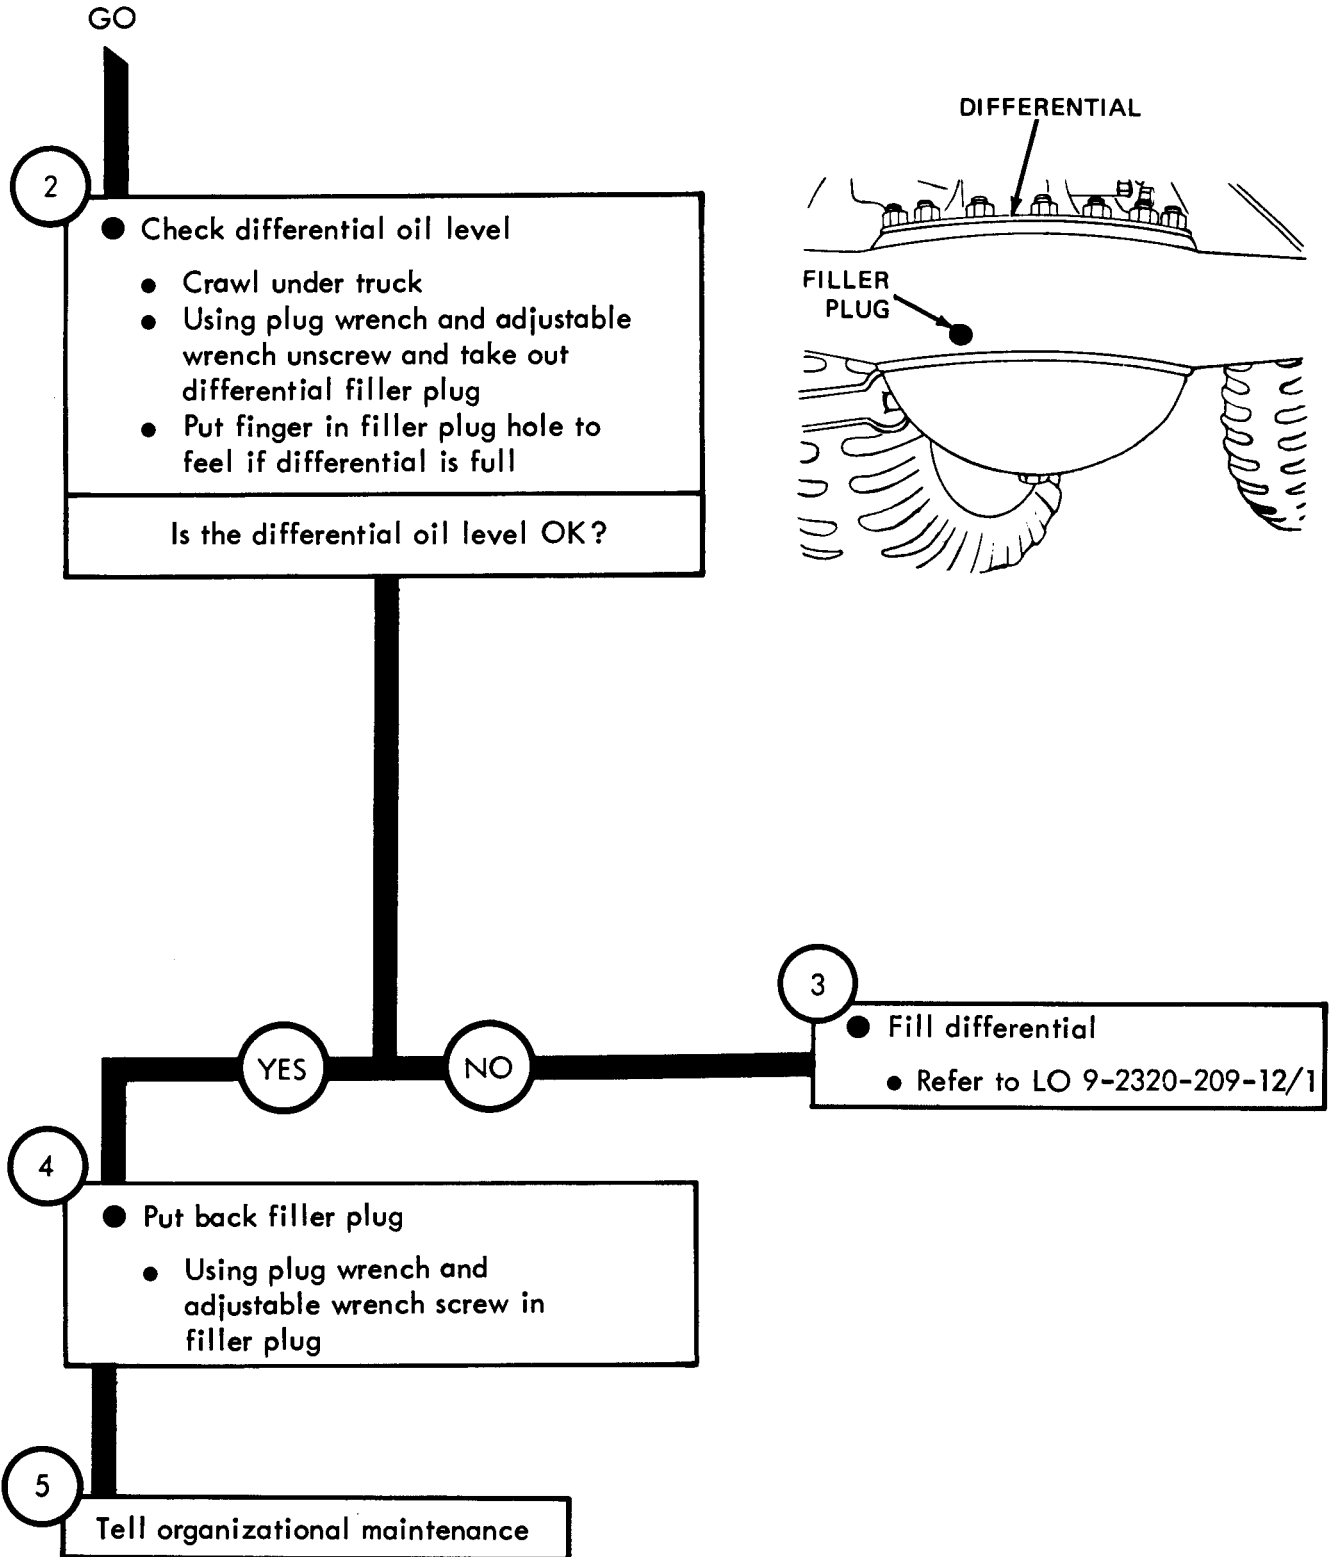 GO
DIFFERENTIAL
FILLER
PLUG
2
● Check differential oil level
● Crawl under truck
● Using plug wrench and adjustable
wrench unscrew and take out
differential filler plug
● Put finger in filler plug hole to
feel if differential is full
Is the differential oil level OK?
YES
NO
3
● Fill differential
● Refer to LO 9-2320-209-12/1
4
● Put back filler plug
● Using plug wrench and
adjustable wrench screw in
filler plug
5
Tell organizational maintenance